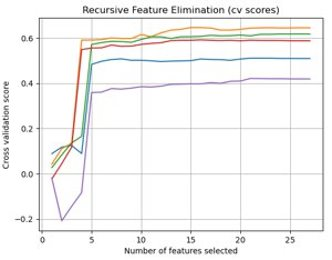 Recursive Feature Elimination (cv scores)
0.6
0.4
0.2
0.0
−0.2
Cross validation score
0 5 10 15 20 25
Number of features selected